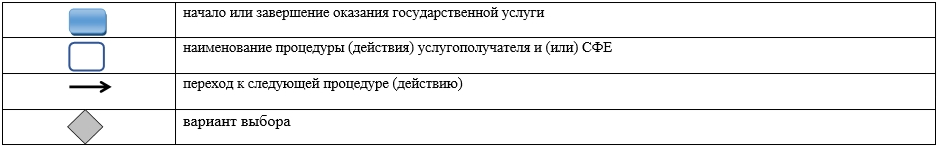 начало или завершение оказания государственной услуги
наименование процедуры (действия) услугополучателя и (или) СФЕ
переход к следующей процедуре (действию)
вариант выбора